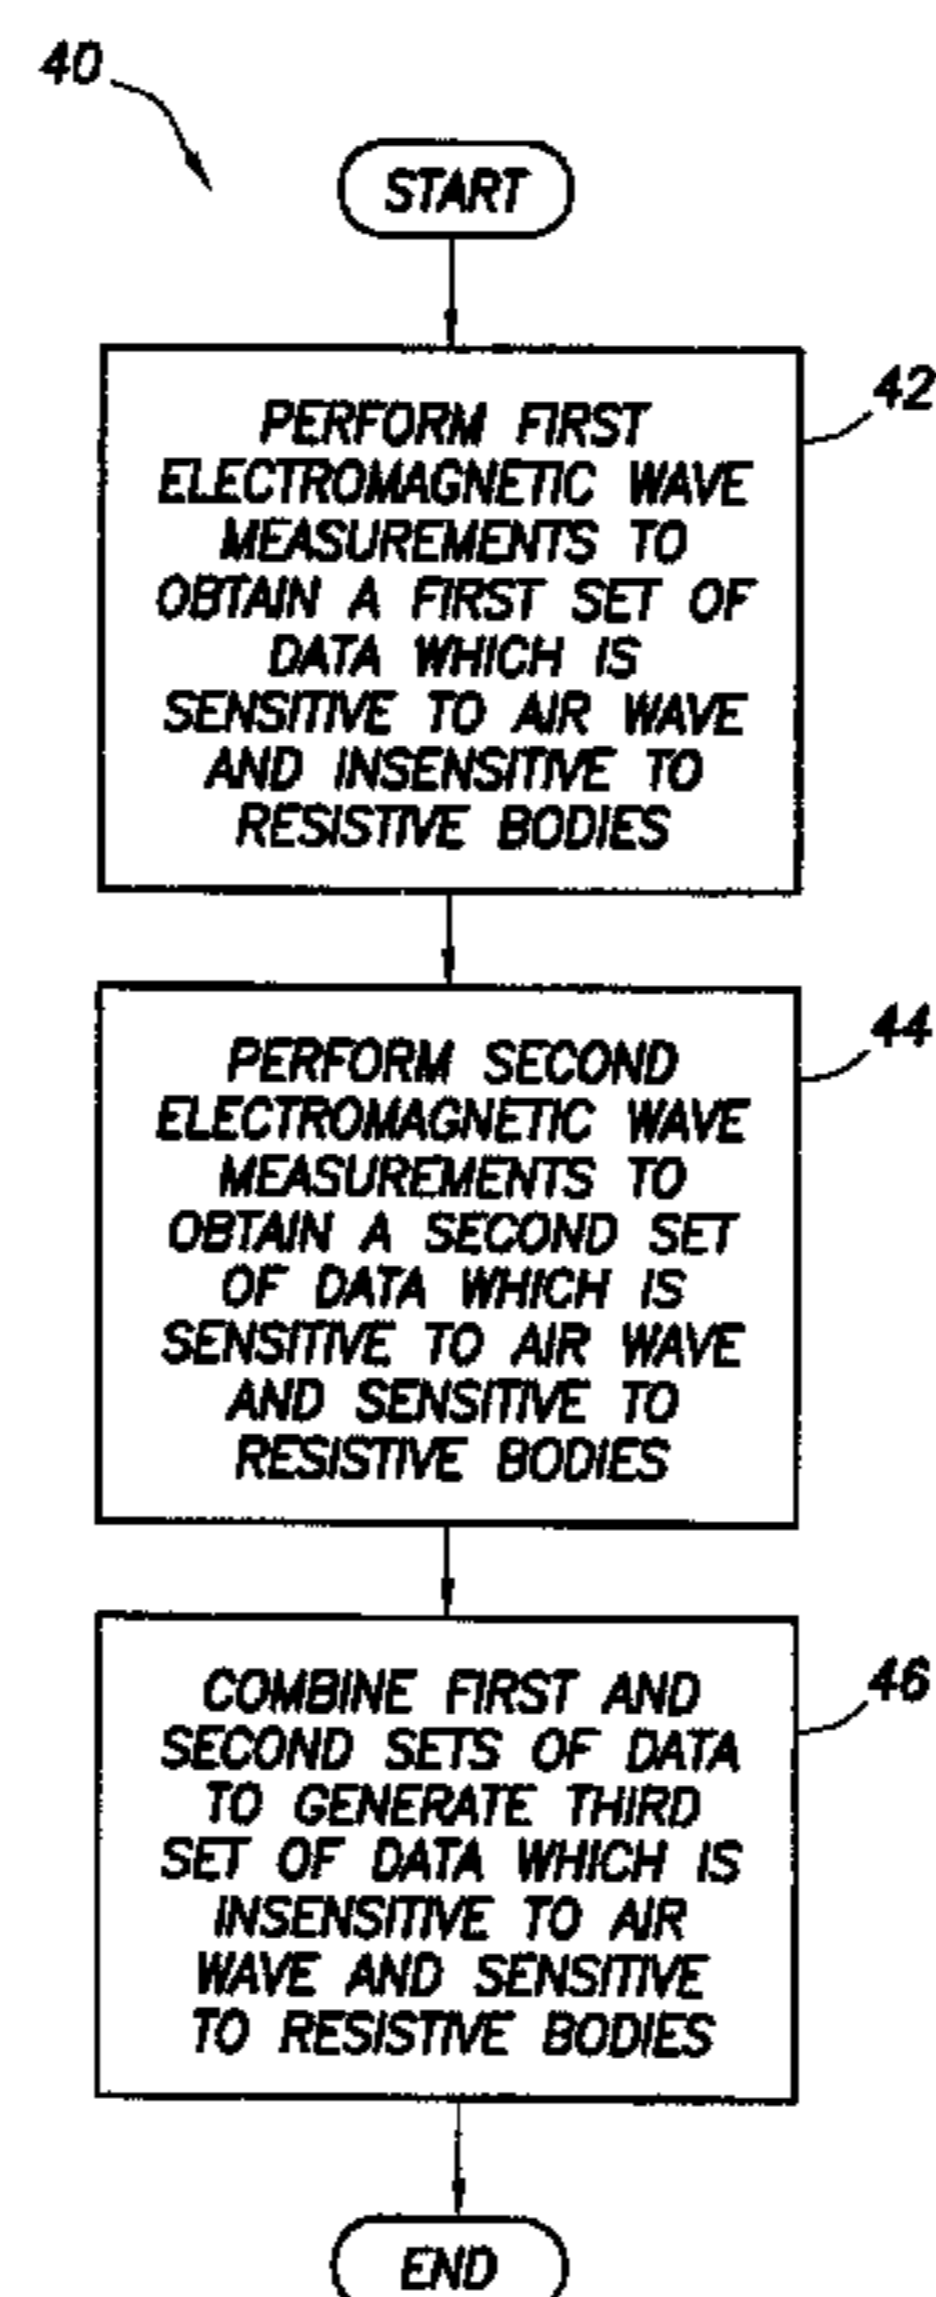 40
START
42
PERFORM FIRST
ELECTROMAGNETIC WAVE
MEASUREMENTS TO
OBTAIN A FIRST SET OF
DATA WHICH IS
SENSITIVE TO AIR WAVE
AND INSENSITIVE TO
RESISTIVE BODIES
44
PERFORM SECOND
ELECTROMAGNETIC WAVE
MEASUREMENTS TO
OBTAIN A SECOND SET
OF DATA WHICH IS
SENSITIVE TO AIR WAVE
AND SENSITIVE TO
RESISTIVE BODIES
46
COMBINE FIRST AND
SECOND SETS OF DATA
TO GENERATE THIRD
SET OF DATA WHICH IS
INSENSITIVE TO AIR
WAVE AND SENSITIVE
TO RESISTIVE BODIES
END